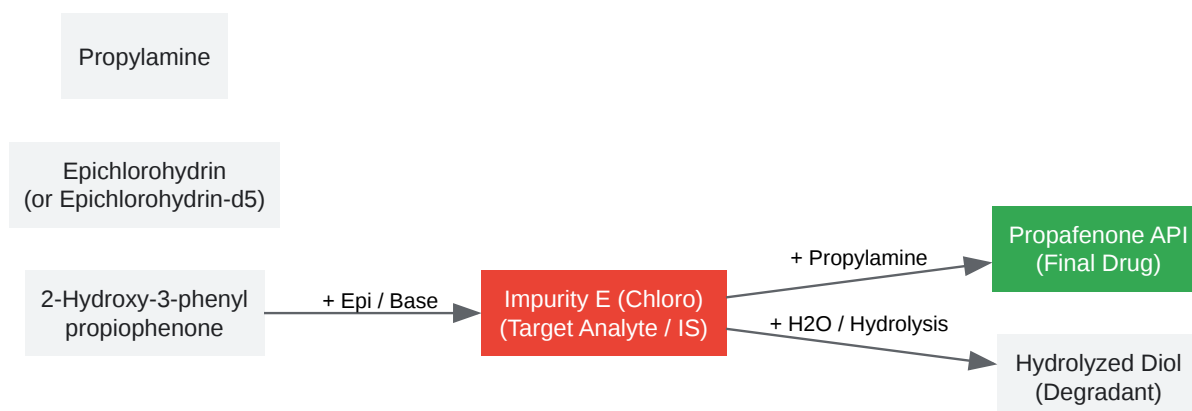 Propylamine
Epichlorohydrin
(or Epichlorohydrin-d5)
2-Hydroxy-3-phenyl
propiophenone
+ Epi / Base
Impurity E (Chloro)
(Target Analyte / IS)
+ Propylamine
+ H2O / Hydrolysis
Propafenone API
(Final Drug)
Hydrolyzed Diol
(Degradant)